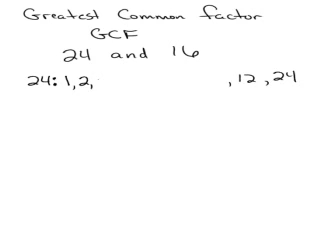 Greatest Common factor
GCF
24 and 16
24: 1, 2, , 12, 24